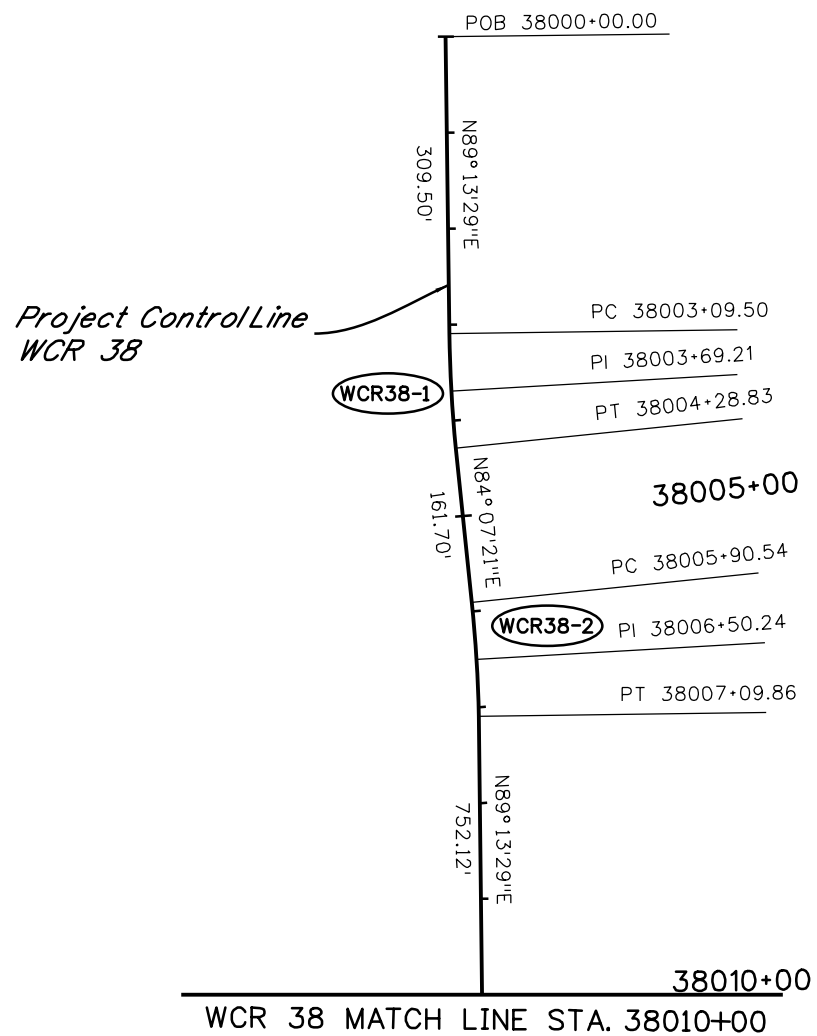 POB 38000+00.00
N89°13'29"E
309.50'
Project Control Line
WCR 38
PC 38003+09.50
PI 38003+69.21
WCR38-1
PT 38004+28.83
N84°07'21"E
161.70'
38005+00
PC 38005+90.54
WCR38-2
PI 38006+50.24
PT 38007+09.86
N89°13'29"E
752.12'
38010+00
WCR 38 MATCH LINE STA. 38010+00